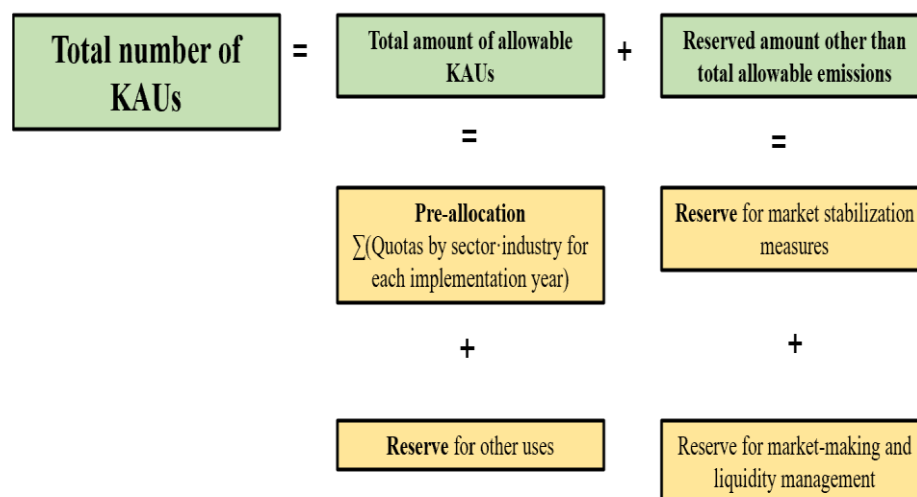 Total number of
KAUs
=
Total amount of allowable
KAUs
+
Reserved amount other than
total allowable emissions
=
=
Pre-allocation
∑(Quotas by sector·industry for
each implementation year)
Reserve for market stabilization
measures
+
+
Reserve for other uses
Reserve for market-making and
liquidity management